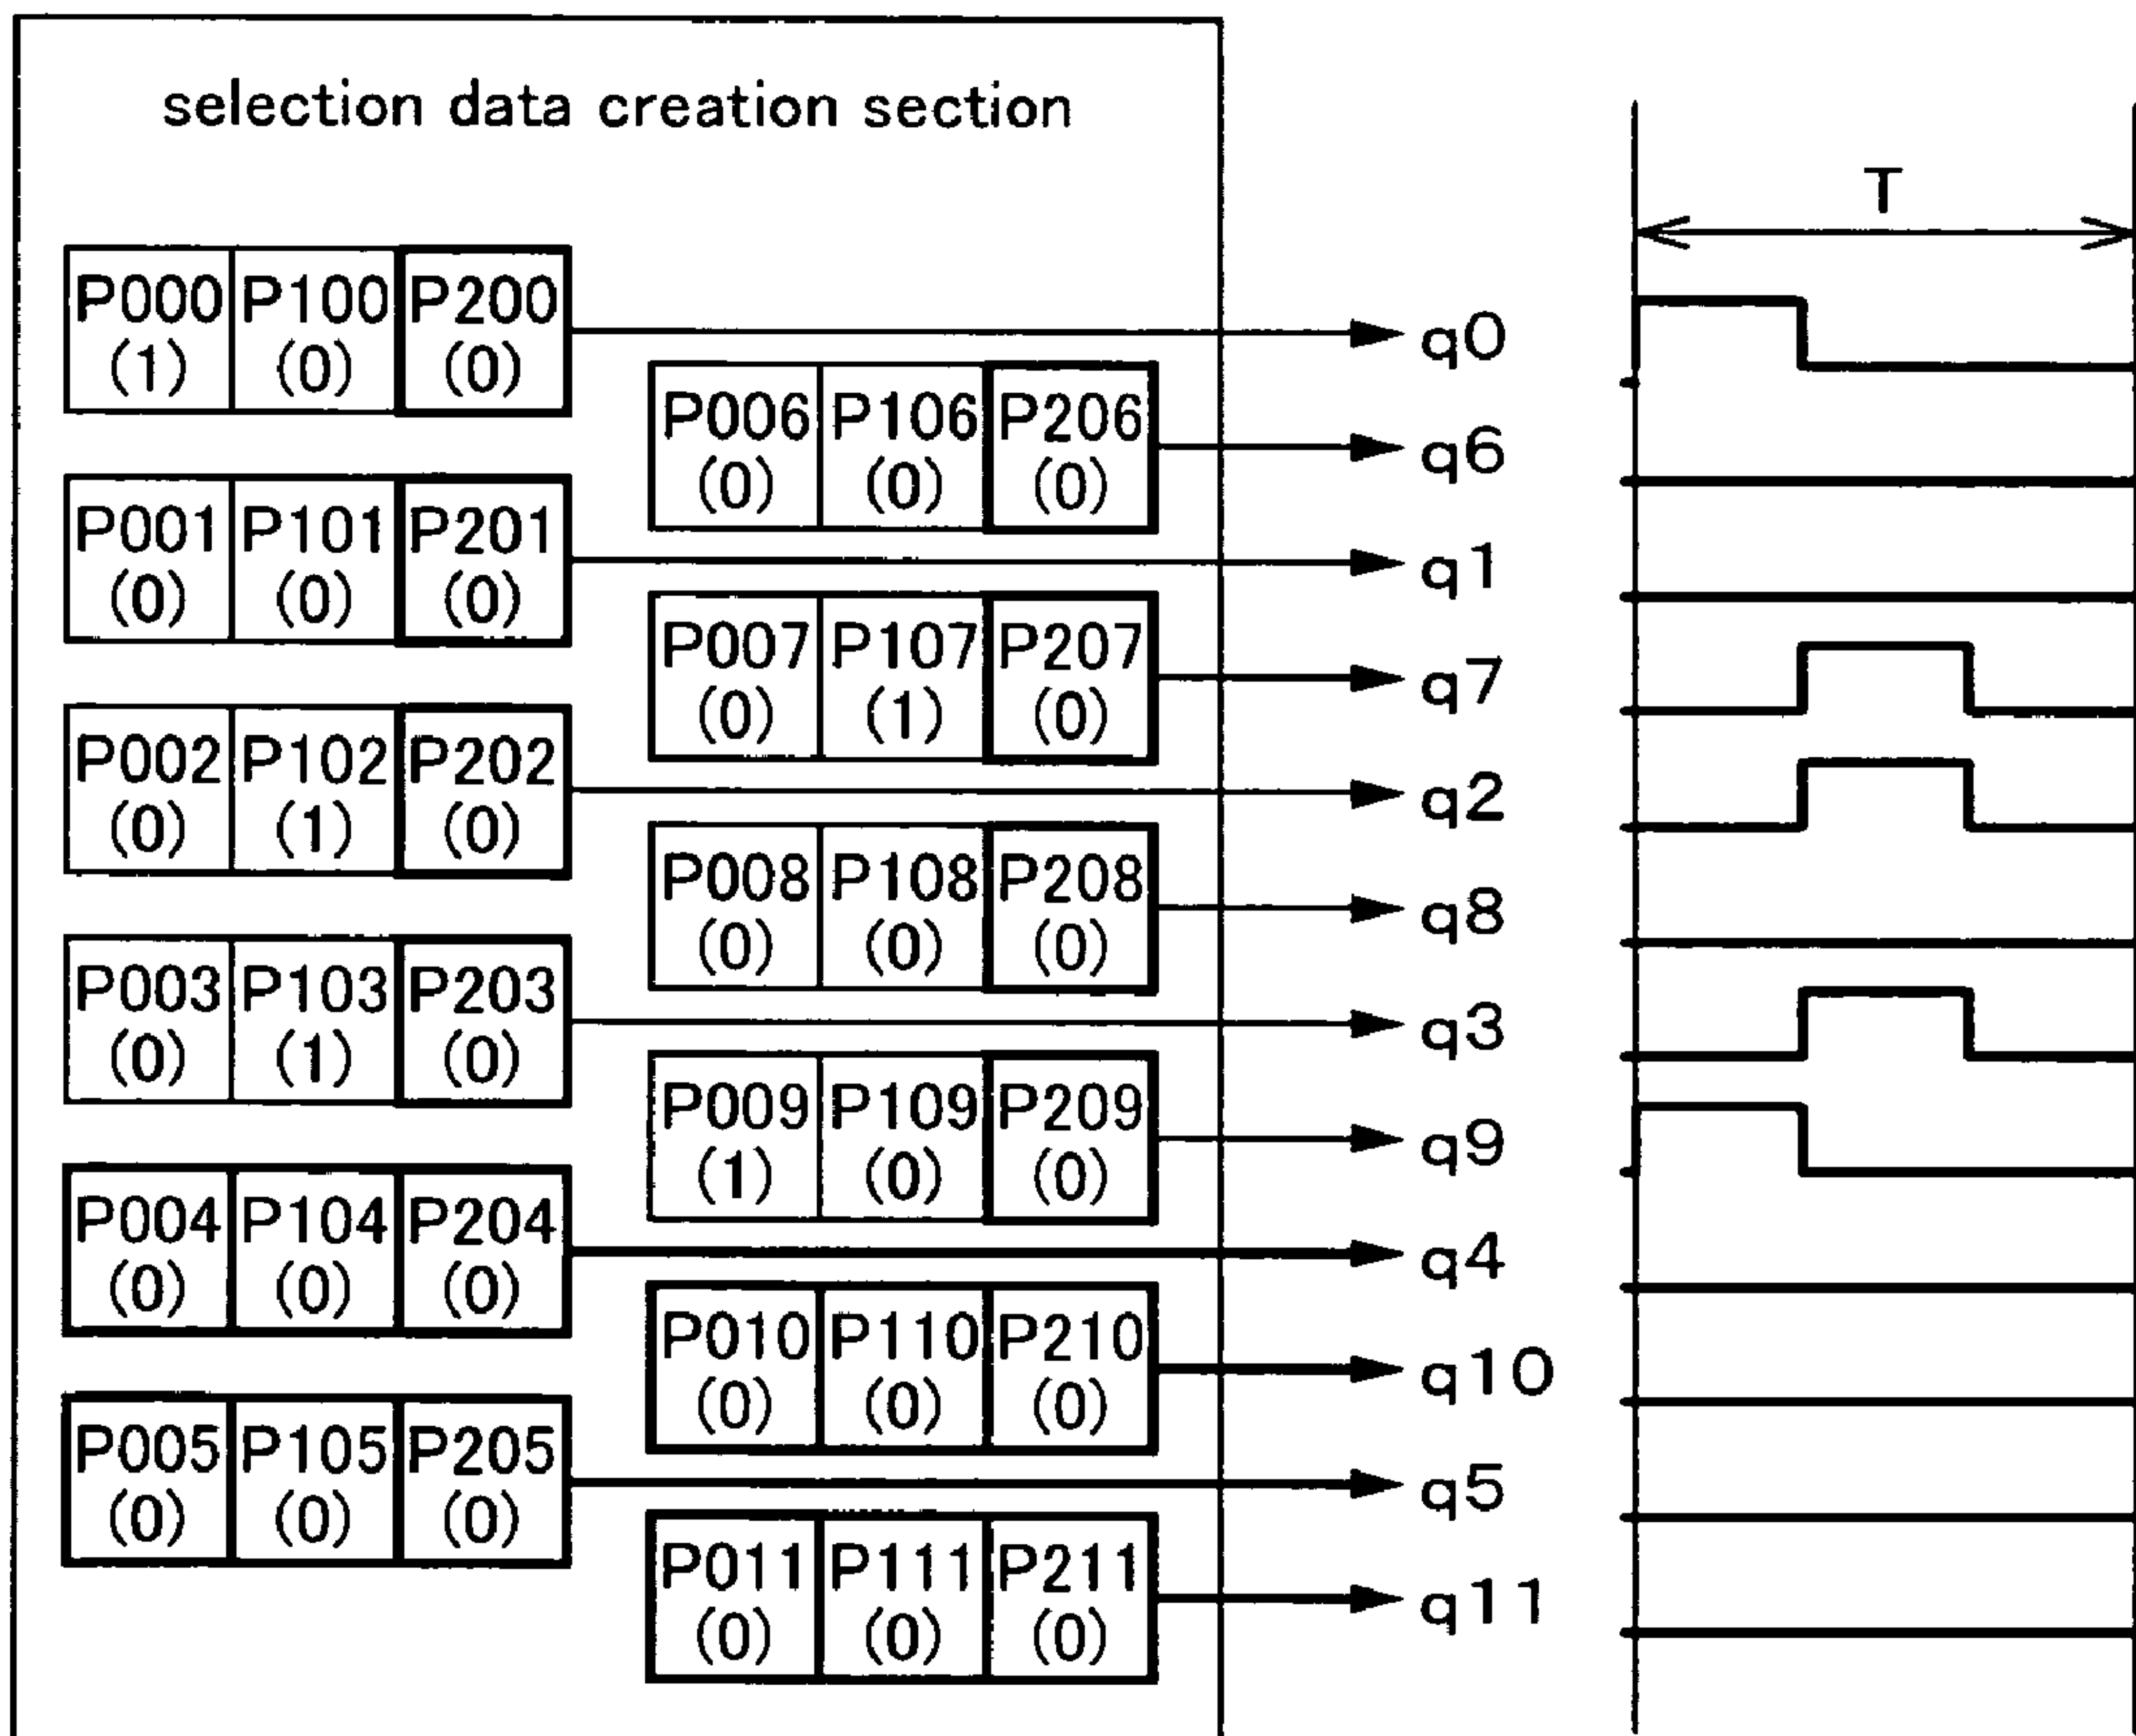 selection data creation section
T
P000 P100 P200
(1) (0) (0)
q0
P006 P106 P206
(0) (0) (0)
q6
P001 P101 P201
(0) (0) (0)
q1
P007 P107 P207
(0) (1) (0)
q7
P002 P102 P202
(0) (1) (0)
q2
P008 P108 P208
(0) (0) (0)
q8
P003 P103 P203
(0) (1) (0)
q3
P009 P109 P209
(1) (0) (0)
q9
P004 P104 P204
(0) (0) (0)
q4
P010 P110 P210
(0) (0) (0)
q10
P005 P105 P205
(0) (0) (0)
q5
P011 P111 P211
(0) (0) (0)
q11